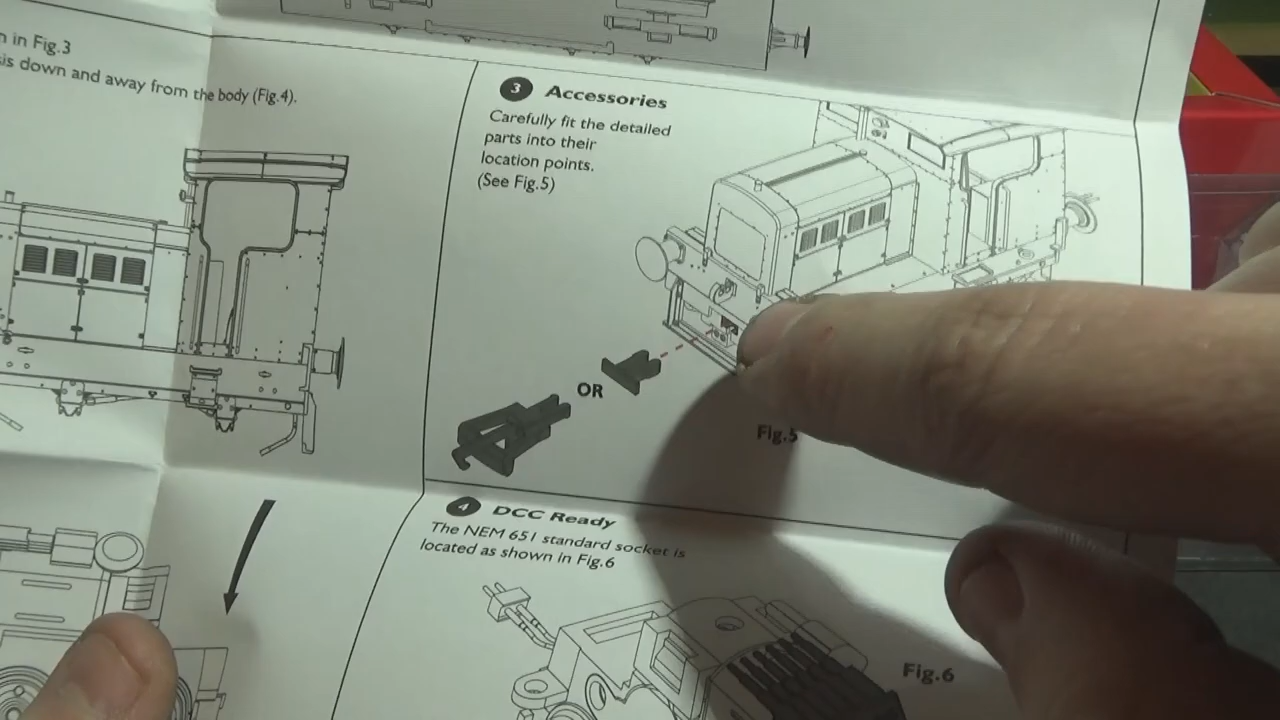 in Fig.3
down and away from the body (Fig.4).
3 Accessories
Carefully fit the detailed
parts into their
location points.
(See Fig.5)
OR
Fig.5
4 DCC Ready
The NEM 651 standard socket is
located as shown in Fig.6
Fig.6